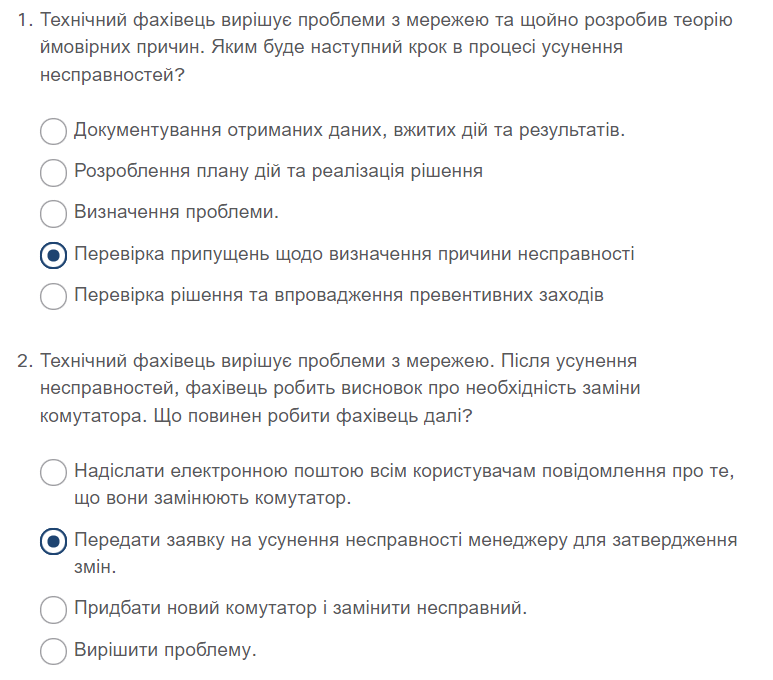 1. Технічний фахівець вирішує проблеми з мережею та щойно розробив теорію
ймовірних причин. Яким буде наступний крок в процесі усунення
несправностей?
Документування отриманих даних, вжитих дій та результатів.
Розроблення плану дій та реалізація рішення
Визначення проблеми.
Перевірка припущень щодо визначення причини несправності
Перевірка рішення та впровадження превентивних заходів
2. Технічний фахівець вирішує проблеми з мережею. Після усунення
несправностей, фахівець робить висновок про необхідність заміни
комутатора. Що повинен робити фахівець далі?
Надіслати електронною поштою всім користувачам повідомлення про те,
що вони замінюють комутатор.
Передати заявку на усунення несправності менеджеру для затвердження
змін.
Придбати новий комутатор і замінити несправний.
Вирішити проблему.